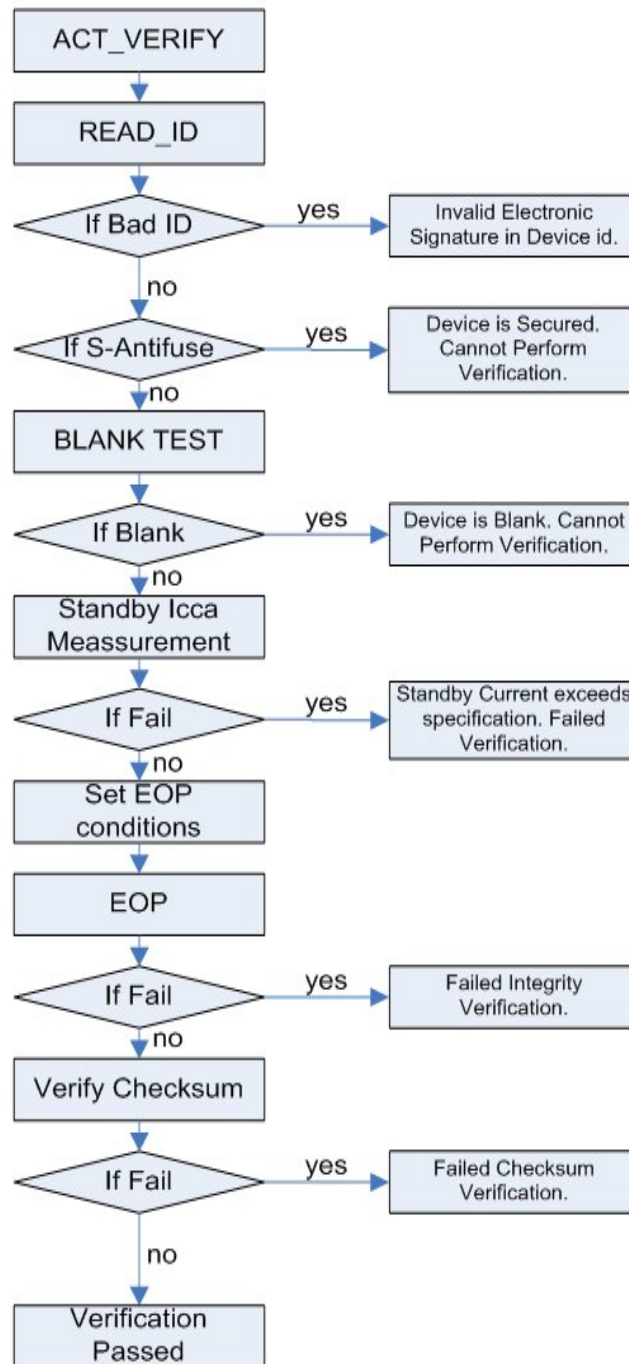 ACT_VERIFY
READ_ID
If Bad ID
yes
Invalid Electronic
Signature in Device id.
no
If S-Antifuse
yes
Device is Secured.
Cannot Perform
Verification.
no
BLANK TEST
If Blank
yes
Device is Blank. Cannot
Perform Verification.
no
Standby Icca
Meassurement
If Fail
yes
Standby Current exceeds
specification. Failed
Verification.
no
Set EOP
conditions
EOP
If Fail
yes
Failed Integrity
Verification.
no
Verify Checksum
If Fail
yes
Failed Checksum
Verification.
no
Verification
Passed